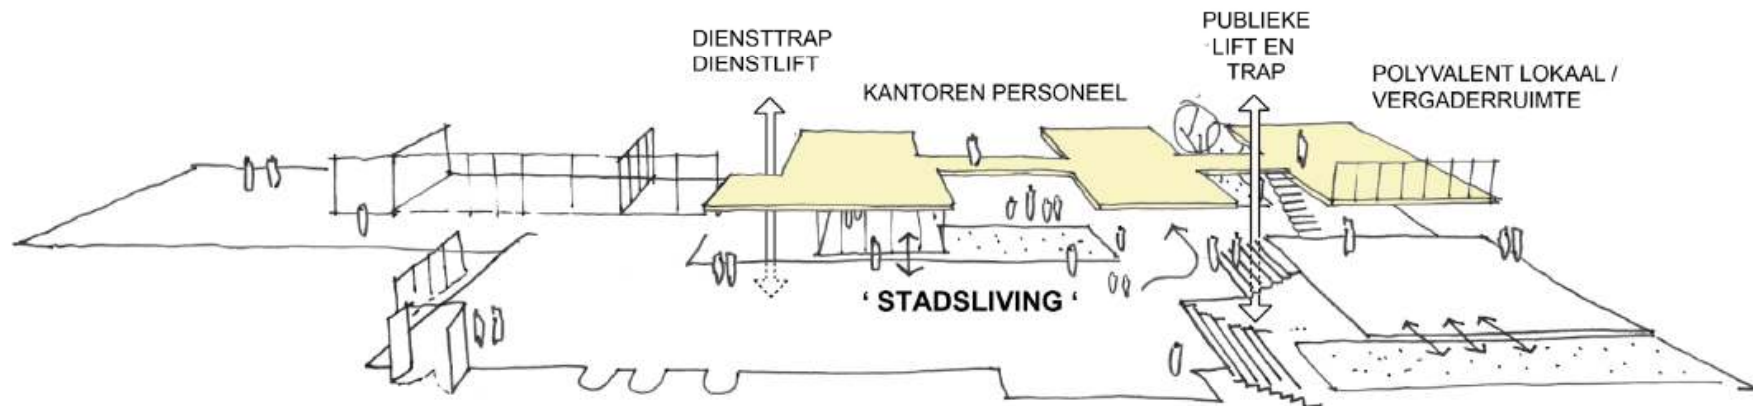 DIENSTTRAP
DIENSTLIFT
KANTOREN PERSONEEL
PUBLIEKE
LIFT EN
TRAP
POLYVALENT LOKAAL /
VERGADERRUIMTE
‘ STADSLIVING ‘